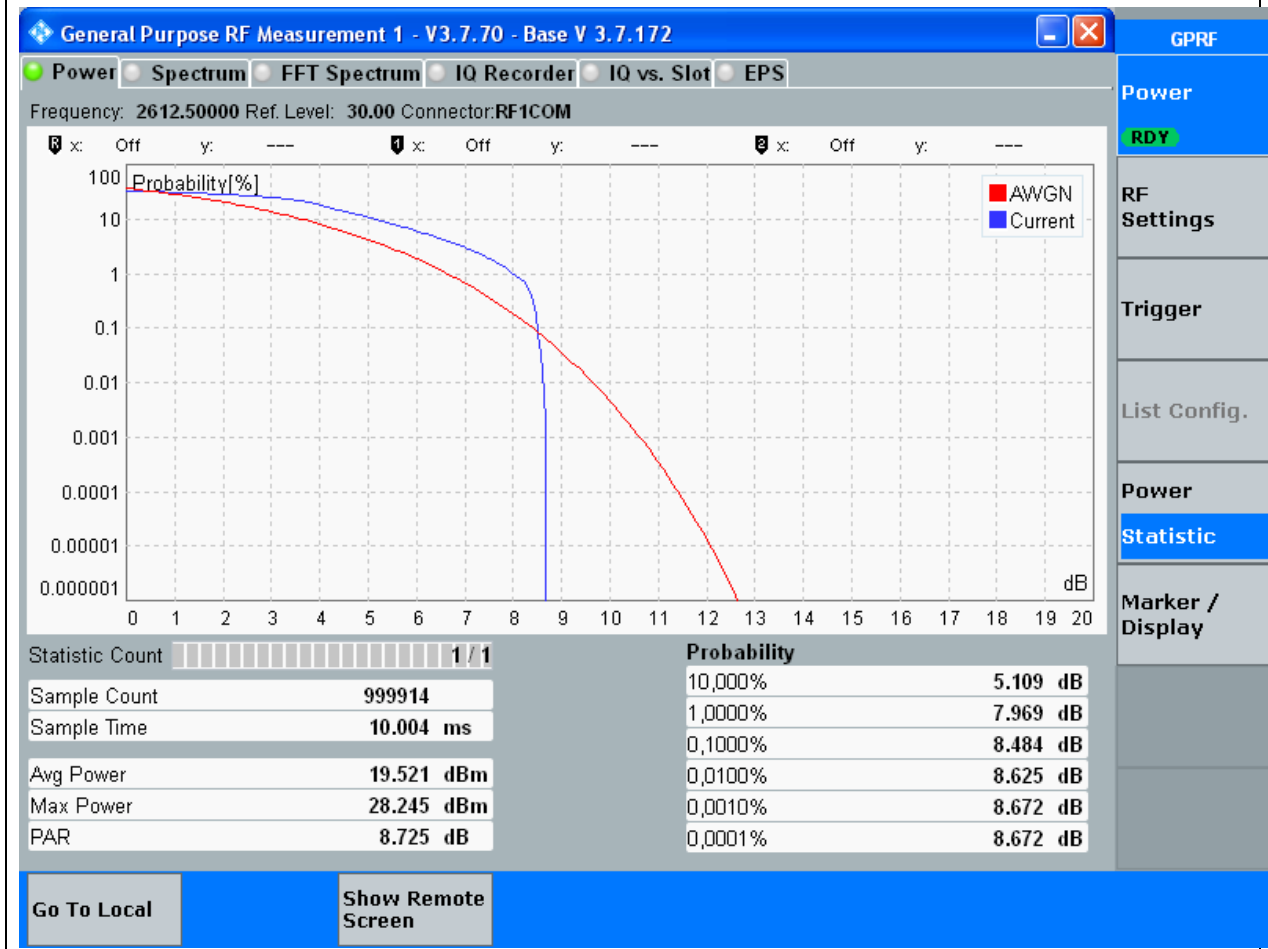 General Purpose RF Measurement 1 - V3.7.70 - Base V 3.7.172
GPRF
Power Spectrum FFT Spectrum IQ Recorder IQ vs. Slot EPS
Frequency: 2612.50000 Ref. Level: 30.00 Connector:RF1COM
R x: Off y: --- 1 x: Off y: --- 2 x: Off y: ---
Probability[%]
100
10
1
0.1
0.01
0.001
0.0001
0.00001
0.000001
AWGN
Current
dB
0 1 2 3 4 5 6 7 8 9 10 11 12 13 14 15 16 17 18 19 20
Statistic Count 1 / 1
Sample Count 999914
Sample Time 10.004 ms
Avg Power 19.521 dBm
Max Power 28.245 dBm
PAR 8.725 dB
Probability
10,000% 5.109 dB
1,0000% 7.969 dB
0,1000% 8.484 dB
0,0100% 8.625 dB
0,0010% 8.672 dB
0,0001% 8.672 dB
Power
RDY
RF
Settings
Trigger
List Config.
Power
Statistic
Marker /
Display
Go To Local
Show Remote
Screen